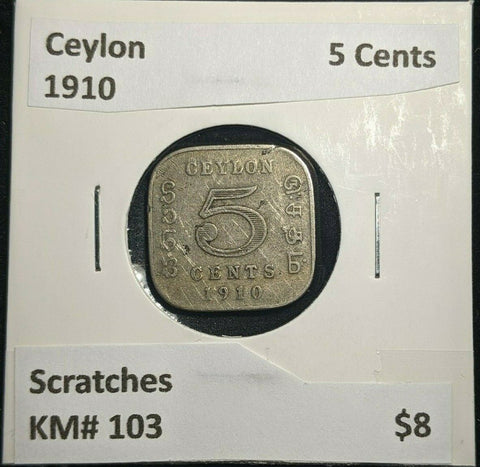 Ceylon 5 Cents
1910
CEYLON
5
CENTS
1910
Scratches
KM# 103 $8